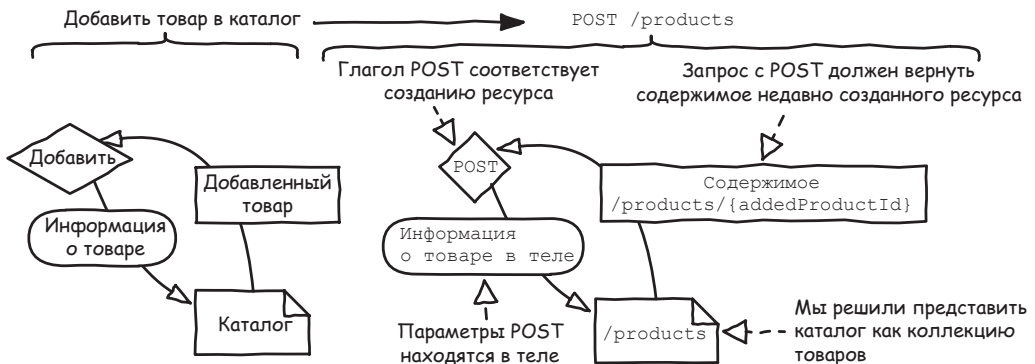 Добавить товар в каталог
POST /products
Глагол POST соответствует
созданию ресурса
Запрос с POST должен вернуть
содержимое недавно созданного ресурса
Добавить
Добавленный
товар
Информация
о товаре
Каталог
POST
Содержимое
/products/{addedProductId}
Информация
о товаре в теле
/products
Параметры POST
находятся в теле
Мы решили представить
каталог как коллекцию
товаров